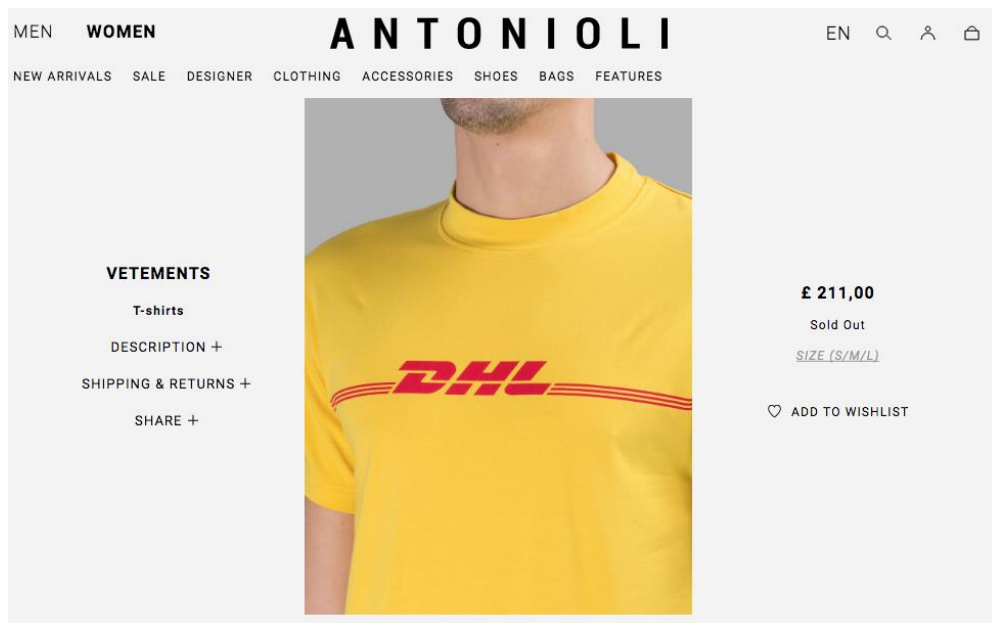 MEN WOMEN ANTONIOLI EN
NEW ARRIVALS SALE DESIGNER CLOTHING ACCESSORIES SHOES BAGS FEATURES
VETEMENTS
T-shirts
DESCRIPTION +
SHIPPING & RETURNS +
SHARE +
DHL
£ 211,00
Sold Out
SIZE (S/M/L)
ADD TO WISHLIST